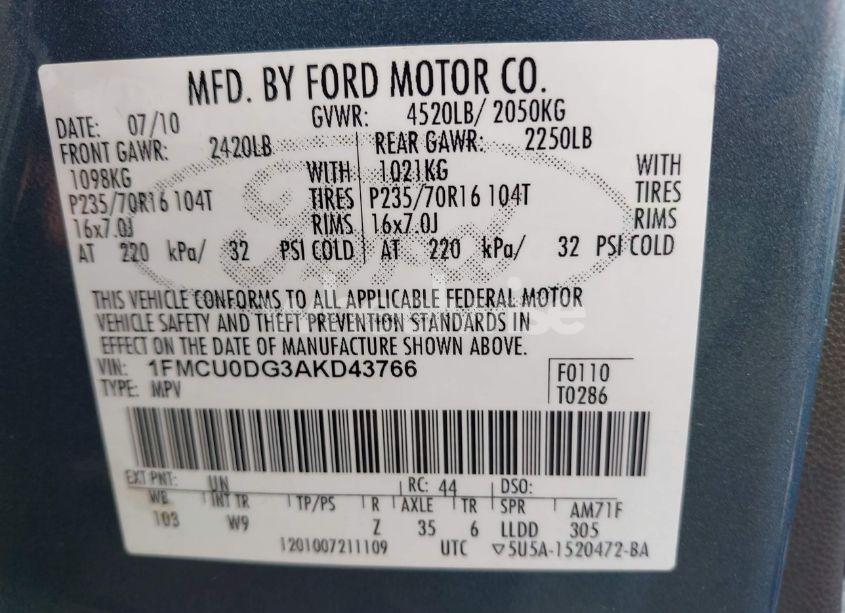 MFD. BY FORD MOTOR CO.
DATE: 07/10 GVWR: 4520LB/ 2050KG
FRONT GAWR: 2420LB REAR GAWR: 2250LB
1098KG WITH 1021KG WITH
P235/70R16 104T TIRES P235/70R16 104T TIRES
16x7.0J RIMS 16x7.0J RIMS
AT 220 kPa/ 32 PSI COLD AT 220 kPa/ 32 PSI COLD
THIS VEHICLE CONFORMS TO ALL APPLICABLE FEDERAL MOTOR
VEHICLE SAFETY AND THEFT PREVENTION STANDARDS IN
EFFECT ON THE DATE OF MANUFACTURE SHOWN ABOVE.
VIN: 1FMCU0DG3AKD43766 F0110
TYPE: MPV T0286
EXT PNT: UN RC: 44 DSO:
WB INT TR TP/PS R AXLE TR SPR AM71F
103 W9 Z 35 6 LLDD 305
1201007211109 UTC ▽5U5A-1520472-BA